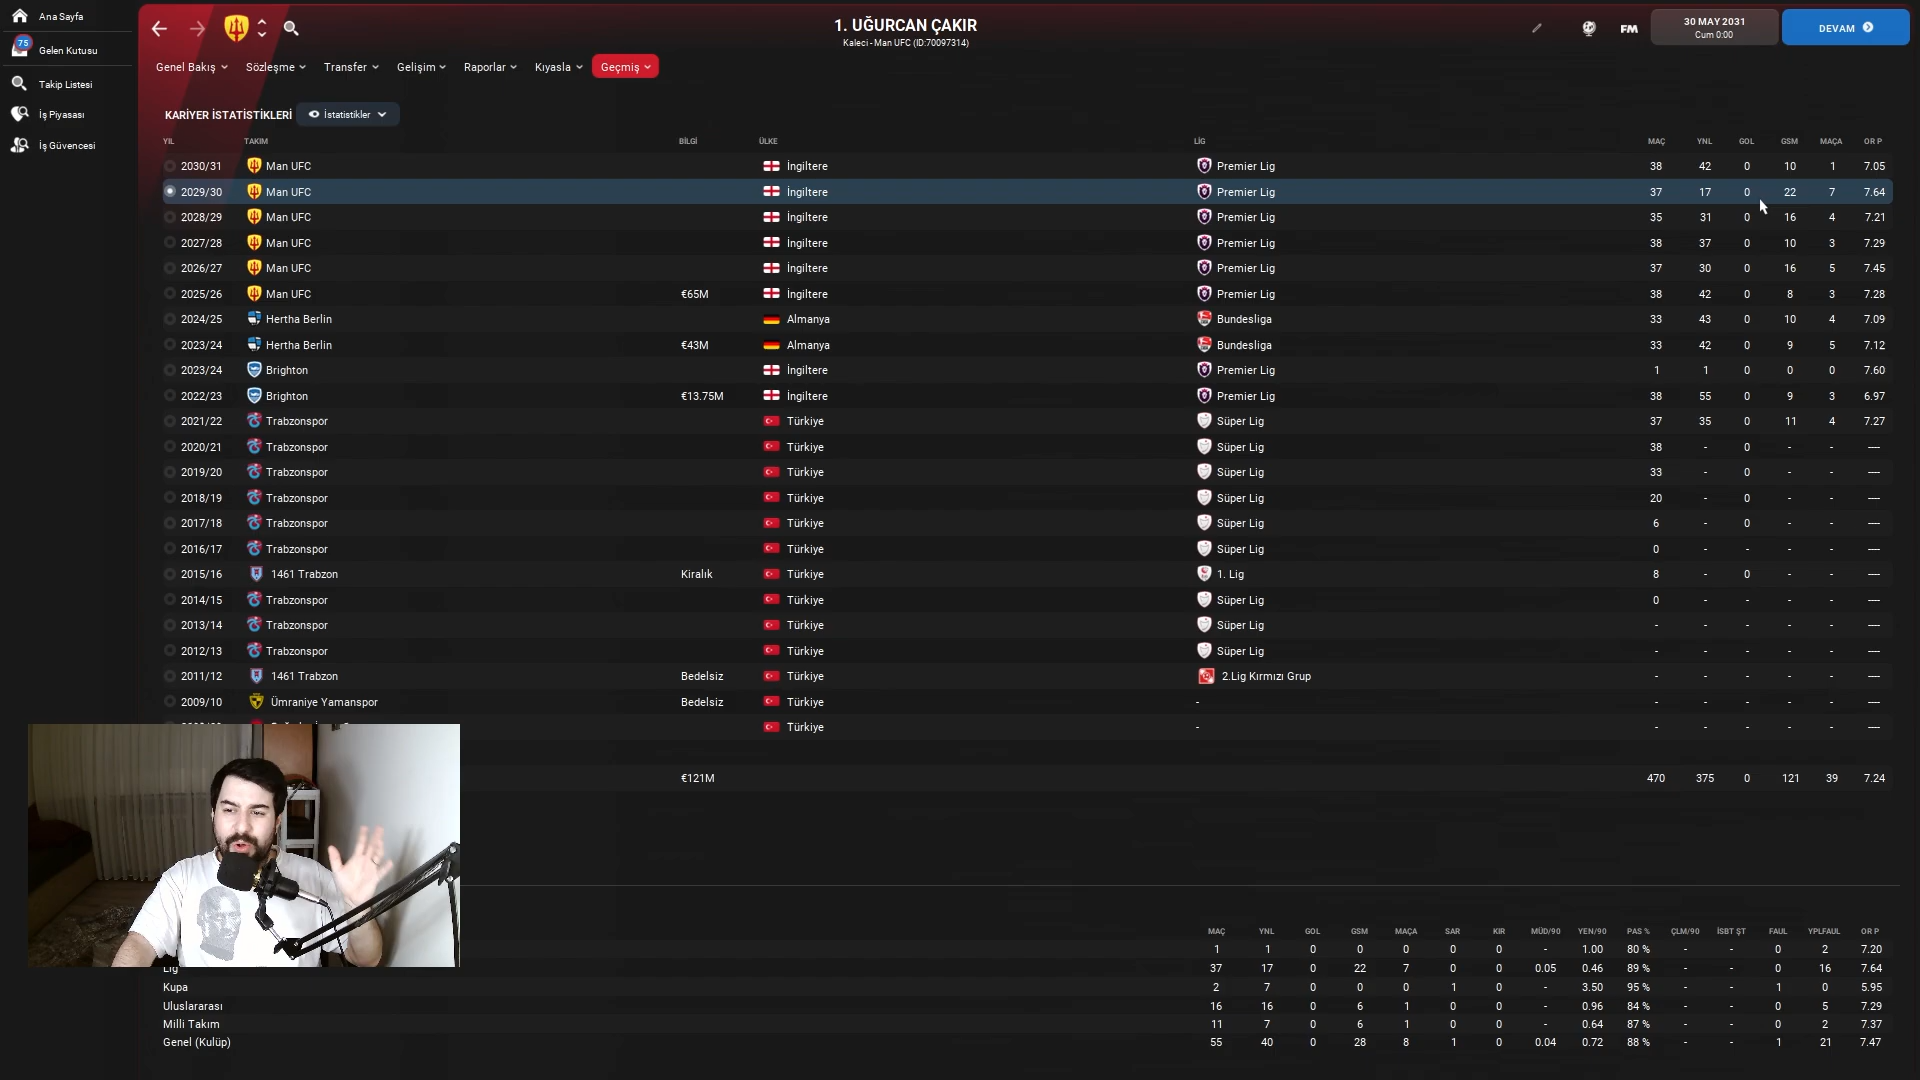 Ana Sayfa
75
Gelen Kutusu
Takip Listesi
İş Piyasası
İş Güvencesi
1. UĞURCAN ÇAKIR
Kaleci - Man UFC (ID:70097314)
FM
30 MAY 2031
Cum 0:00
DEVAM
Genel Bakış Sözleşme Transfer Gelişim Raporlar Kıyasla Geçmiş
KARİYER İSTATİSTİKLERİ İstatistikler
YIL TAKIM BİLGİ ÜLKE LİG MAÇ YNL GOL GSM MAÇA OR P
2030/31 Man UFC İngiltere Premier Lig 38 42 0 10 1 7.05
2029/30 Man UFC İngiltere Premier Lig 37 17 0 22 7 7.64
2028/29 Man UFC İngiltere Premier Lig 35 31 0 16 4 7.21
2027/28 Man UFC İngiltere Premier Lig 38 37 0 10 3 7.29
2026/27 Man UFC İngiltere Premier Lig 37 30 0 16 5 7.45
2025/26 Man UFC €65M İngiltere Premier Lig 38 42 0 8 3 7.28
2024/25 Hertha Berlin Almanya Bundesliga 33 43 0 10 4 7.09
2023/24 Hertha Berlin €43M Almanya Bundesliga 33 42 0 9 5 7.12
2023/24 Brighton İngiltere Premier Lig 1 1 0 0 0 7.60
2022/23 Brighton €13.75M İngiltere Premier Lig 38 55 0 9 3 6.97
2021/22 Trabzonspor Türkiye Süper Lig 37 35 0 11 4 7.27
2020/21 Trabzonspor Türkiye Süper Lig 38 - 0 - - ---
2019/20 Trabzonspor Türkiye Süper Lig 33 - 0 - - ---
2018/19 Trabzonspor Türkiye Süper Lig 20 - 0 - - ---
2017/18 Trabzonspor Türkiye Süper Lig 6 - 0 - - ---
2016/17 Trabzonspor Türkiye Süper Lig 0 - - - - ---
2015/16 1461 Trabzon Kiralık Türkiye 1. Lig 8 - 0 - - ---
2014/15 Trabzonspor Türkiye Süper Lig 0 - - - - ---
2013/14 Trabzonspor Türkiye Süper Lig - - - - - ---
2012/13 Trabzonspor Türkiye Süper Lig - - - - - ---
2011/12 1461 Trabzon Bedelsiz Türkiye 2.Lig Kırmızı Grup - - - - - ---
2009/10 Ümraniye Yamanspor Bedelsiz Türkiye - - - - - - ---
Türkiye - - - - - - ---
€121M 470 375 0 121 39 7.24
MAÇ YNL GOL GSM MAÇA SAR KIR MÜD/90 YEN/90 PAS % ÇLM/90 İSBT ŞT FAUL YPLFAUL OR P
1 1 0 0 0 0 0 - 1.00 80 % - - 0 2 7.20
Lig 37 17 0 22 7 0 0 0.05 0.46 89 % - - 0 16 7.64
Kupa 2 7 0 0 0 1 0 - 3.50 95 % - - 1 0 5.95
Uluslararası 16 16 0 6 1 0 0 - 0.96 84 % - - 0 5 7.29
Milli Takım 11 7 0 6 1 0 0 - 0.64 87 % - - 0 2 7.37
Genel (Kulüp) 55 40 0 28 8 1 0 0.04 0.72 88 % - - 1 21 7.47